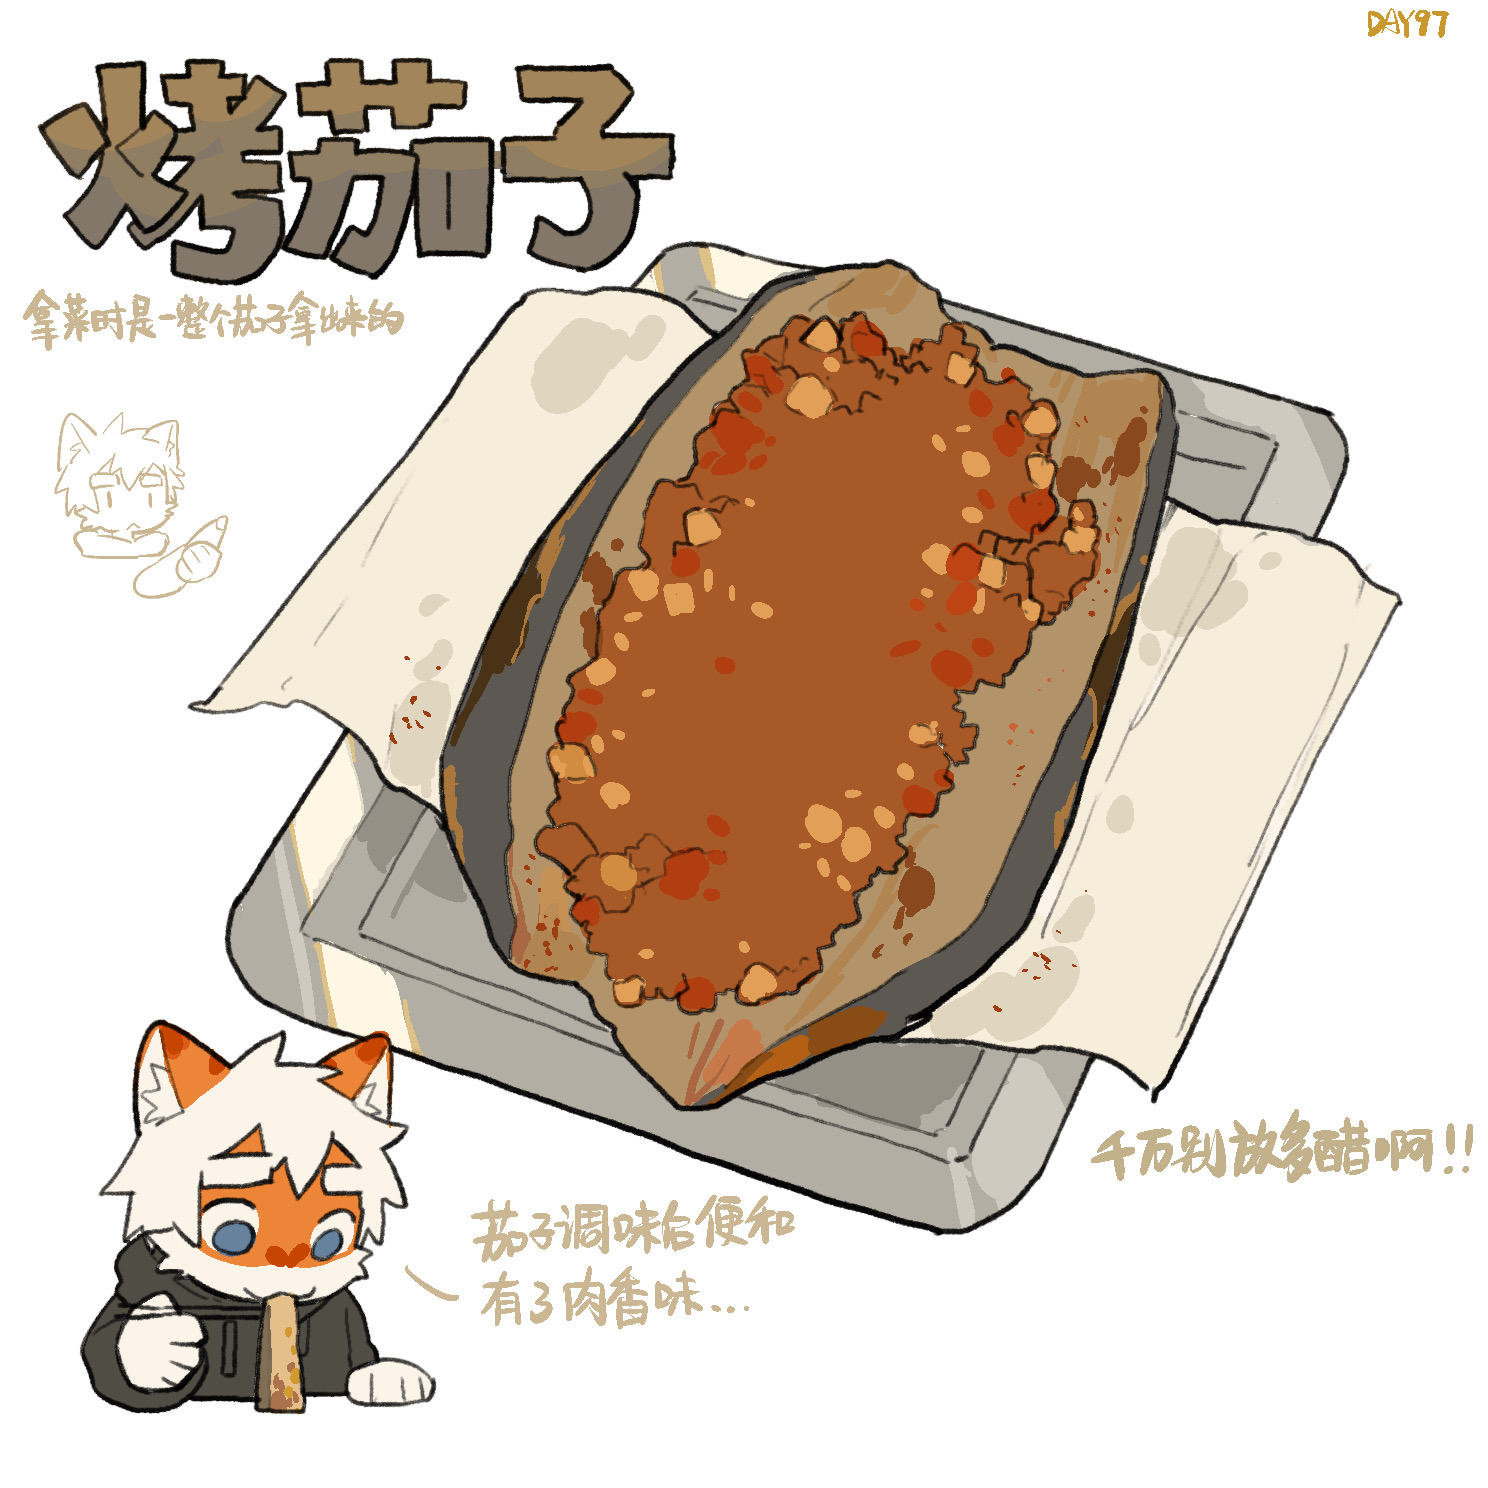 DAY97
烤茄子
拿菜时是一整个茄子拿出来的
千万别放多醋啊!!
茄子调味后便和
有了肉香味...